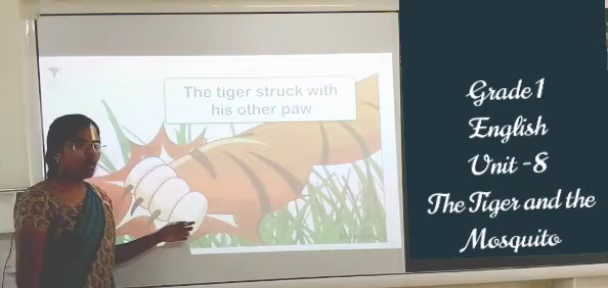 The tiger struck with
his other paw.
Grade 1
English
Unit - 8
The Tiger and the
Mosquito